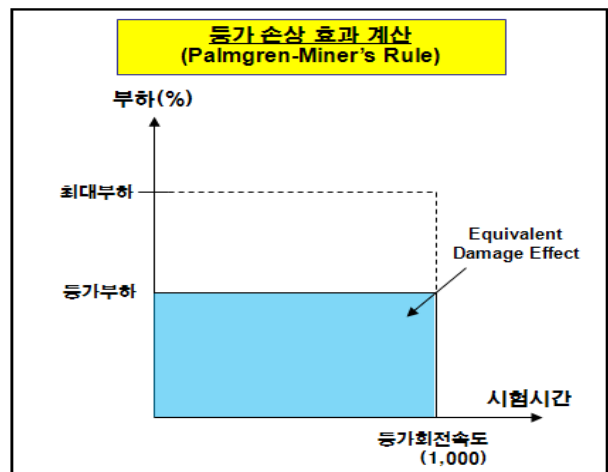 등가 손상 효과 계산
(Palmgren-Miner's Rule)
부하(%)
최대부하
Equivalent
Damage Effect
등가부하
시험시간
등가회전속도
(1,000)